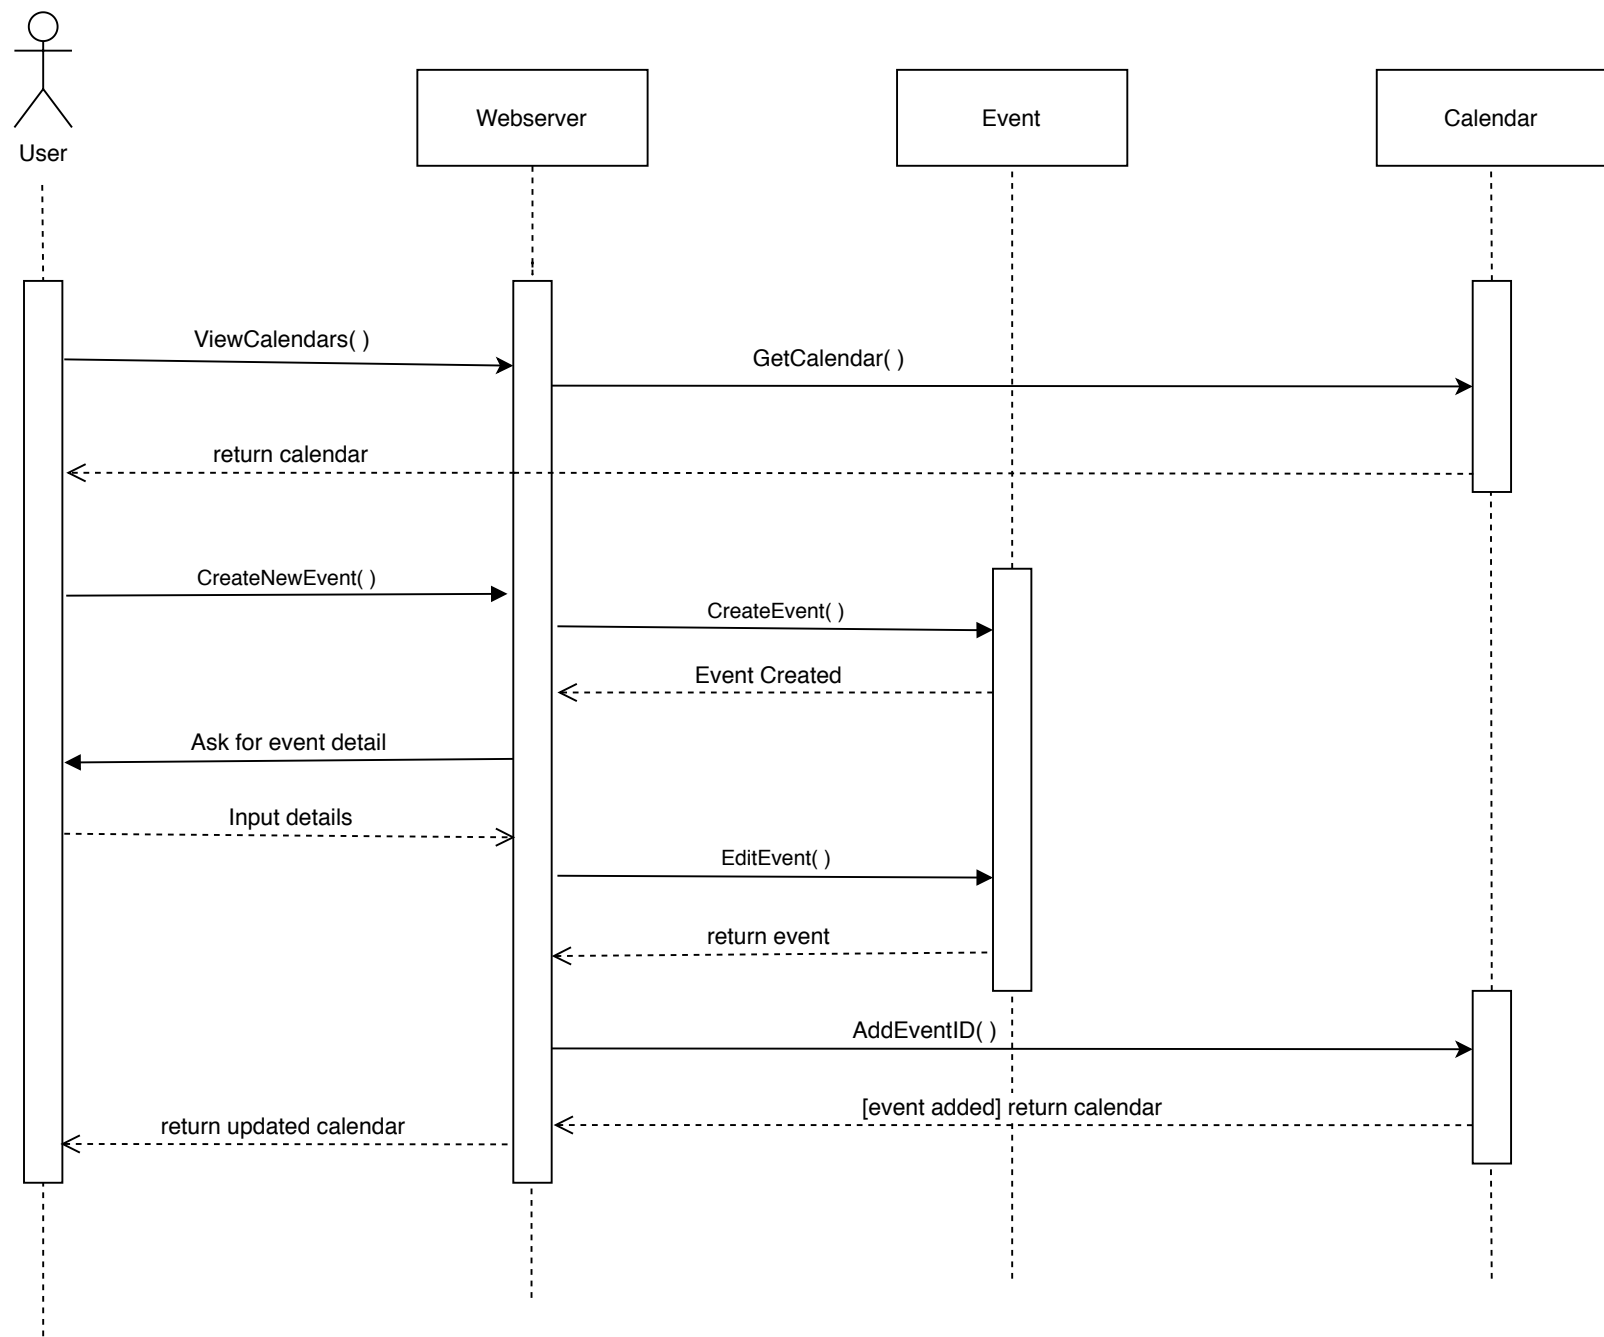 User
Webserver
Event
Calendar
ViewCalendars( )
GetCalendar( )
return calendar
CreateNewEvent( )
CreateEvent( )
Event Created
Ask for event detail
Input details
EditEvent( )
return event
AddEventID( )
[event added] return calendar
return updated calendar